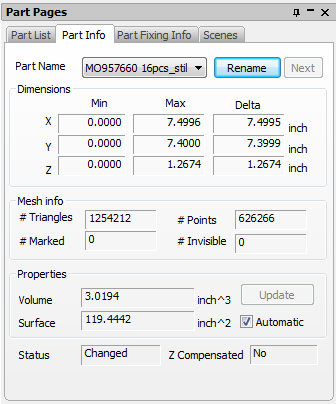 Part Pages
Part List Part Info Part Fixing Info Scenes
Part Name MO957660 16pcs_stil Rename Next
Dimensions
Min Max Delta
X 0.0000 7.4996 7.4995 inch
Y 0.0000 7.4000 7.3999 inch
Z 0.0000 1.2674 1.2674 inch
Mesh info
# Triangles 1254212 # Points 626266
# Marked 0 # Invisible 0
Properties
Volume 3.0194 inch^3 Update
Surface 119.4442 inch^2 Automatic
Status Changed Z Compensated No